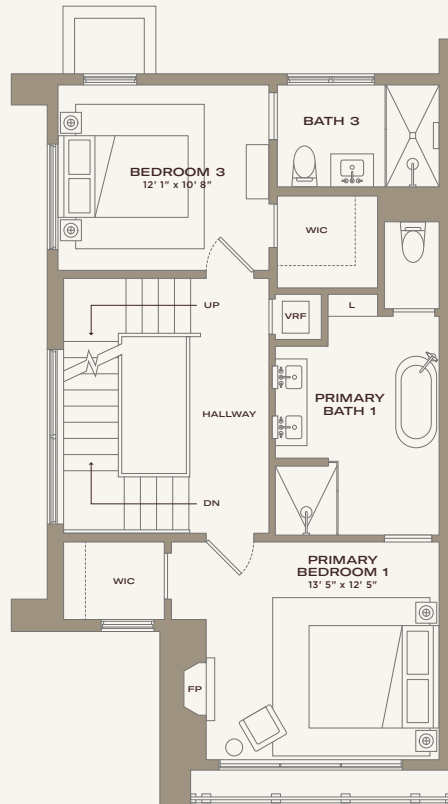 BATH 3
BEDROOM 3
12' 1" x 10' 8"
WIC
UP
VRF
L
HALLWAY
PRIMARY
BATH 1
DN
PRIMARY
BEDROOM 1
13' 5" x 12' 5"
WIC
FP